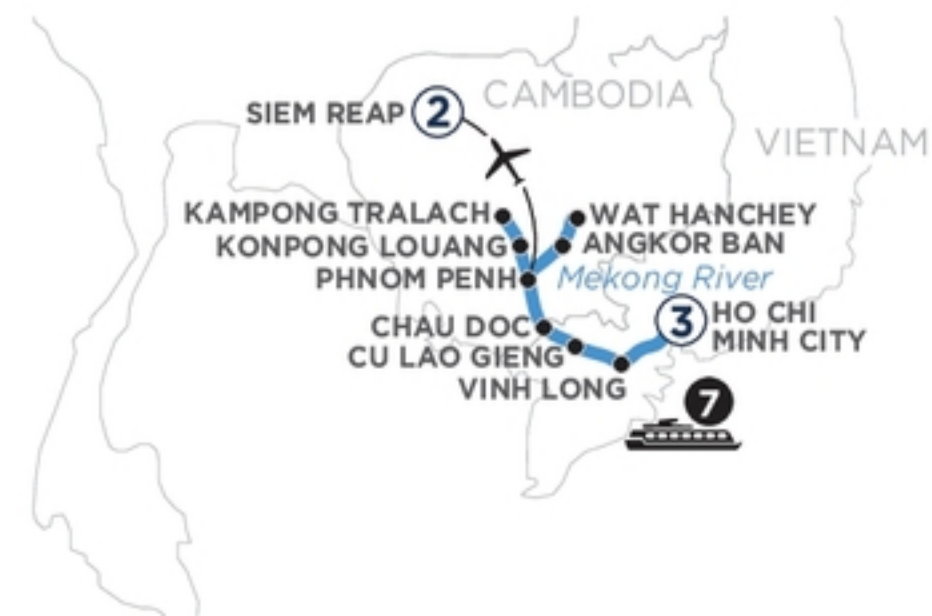 CAMBODIA
SIEM REAP 2
VIETNAM
KAMPONG TRALACH
WAT HANCHEY
KONPONG LOUANG
ANGKOR BAN
PHNOM PENH
Mekong River
3 HO CHI
MINH CITY
CHAU DOC
CU LAO GIENG
VINH LONG
7